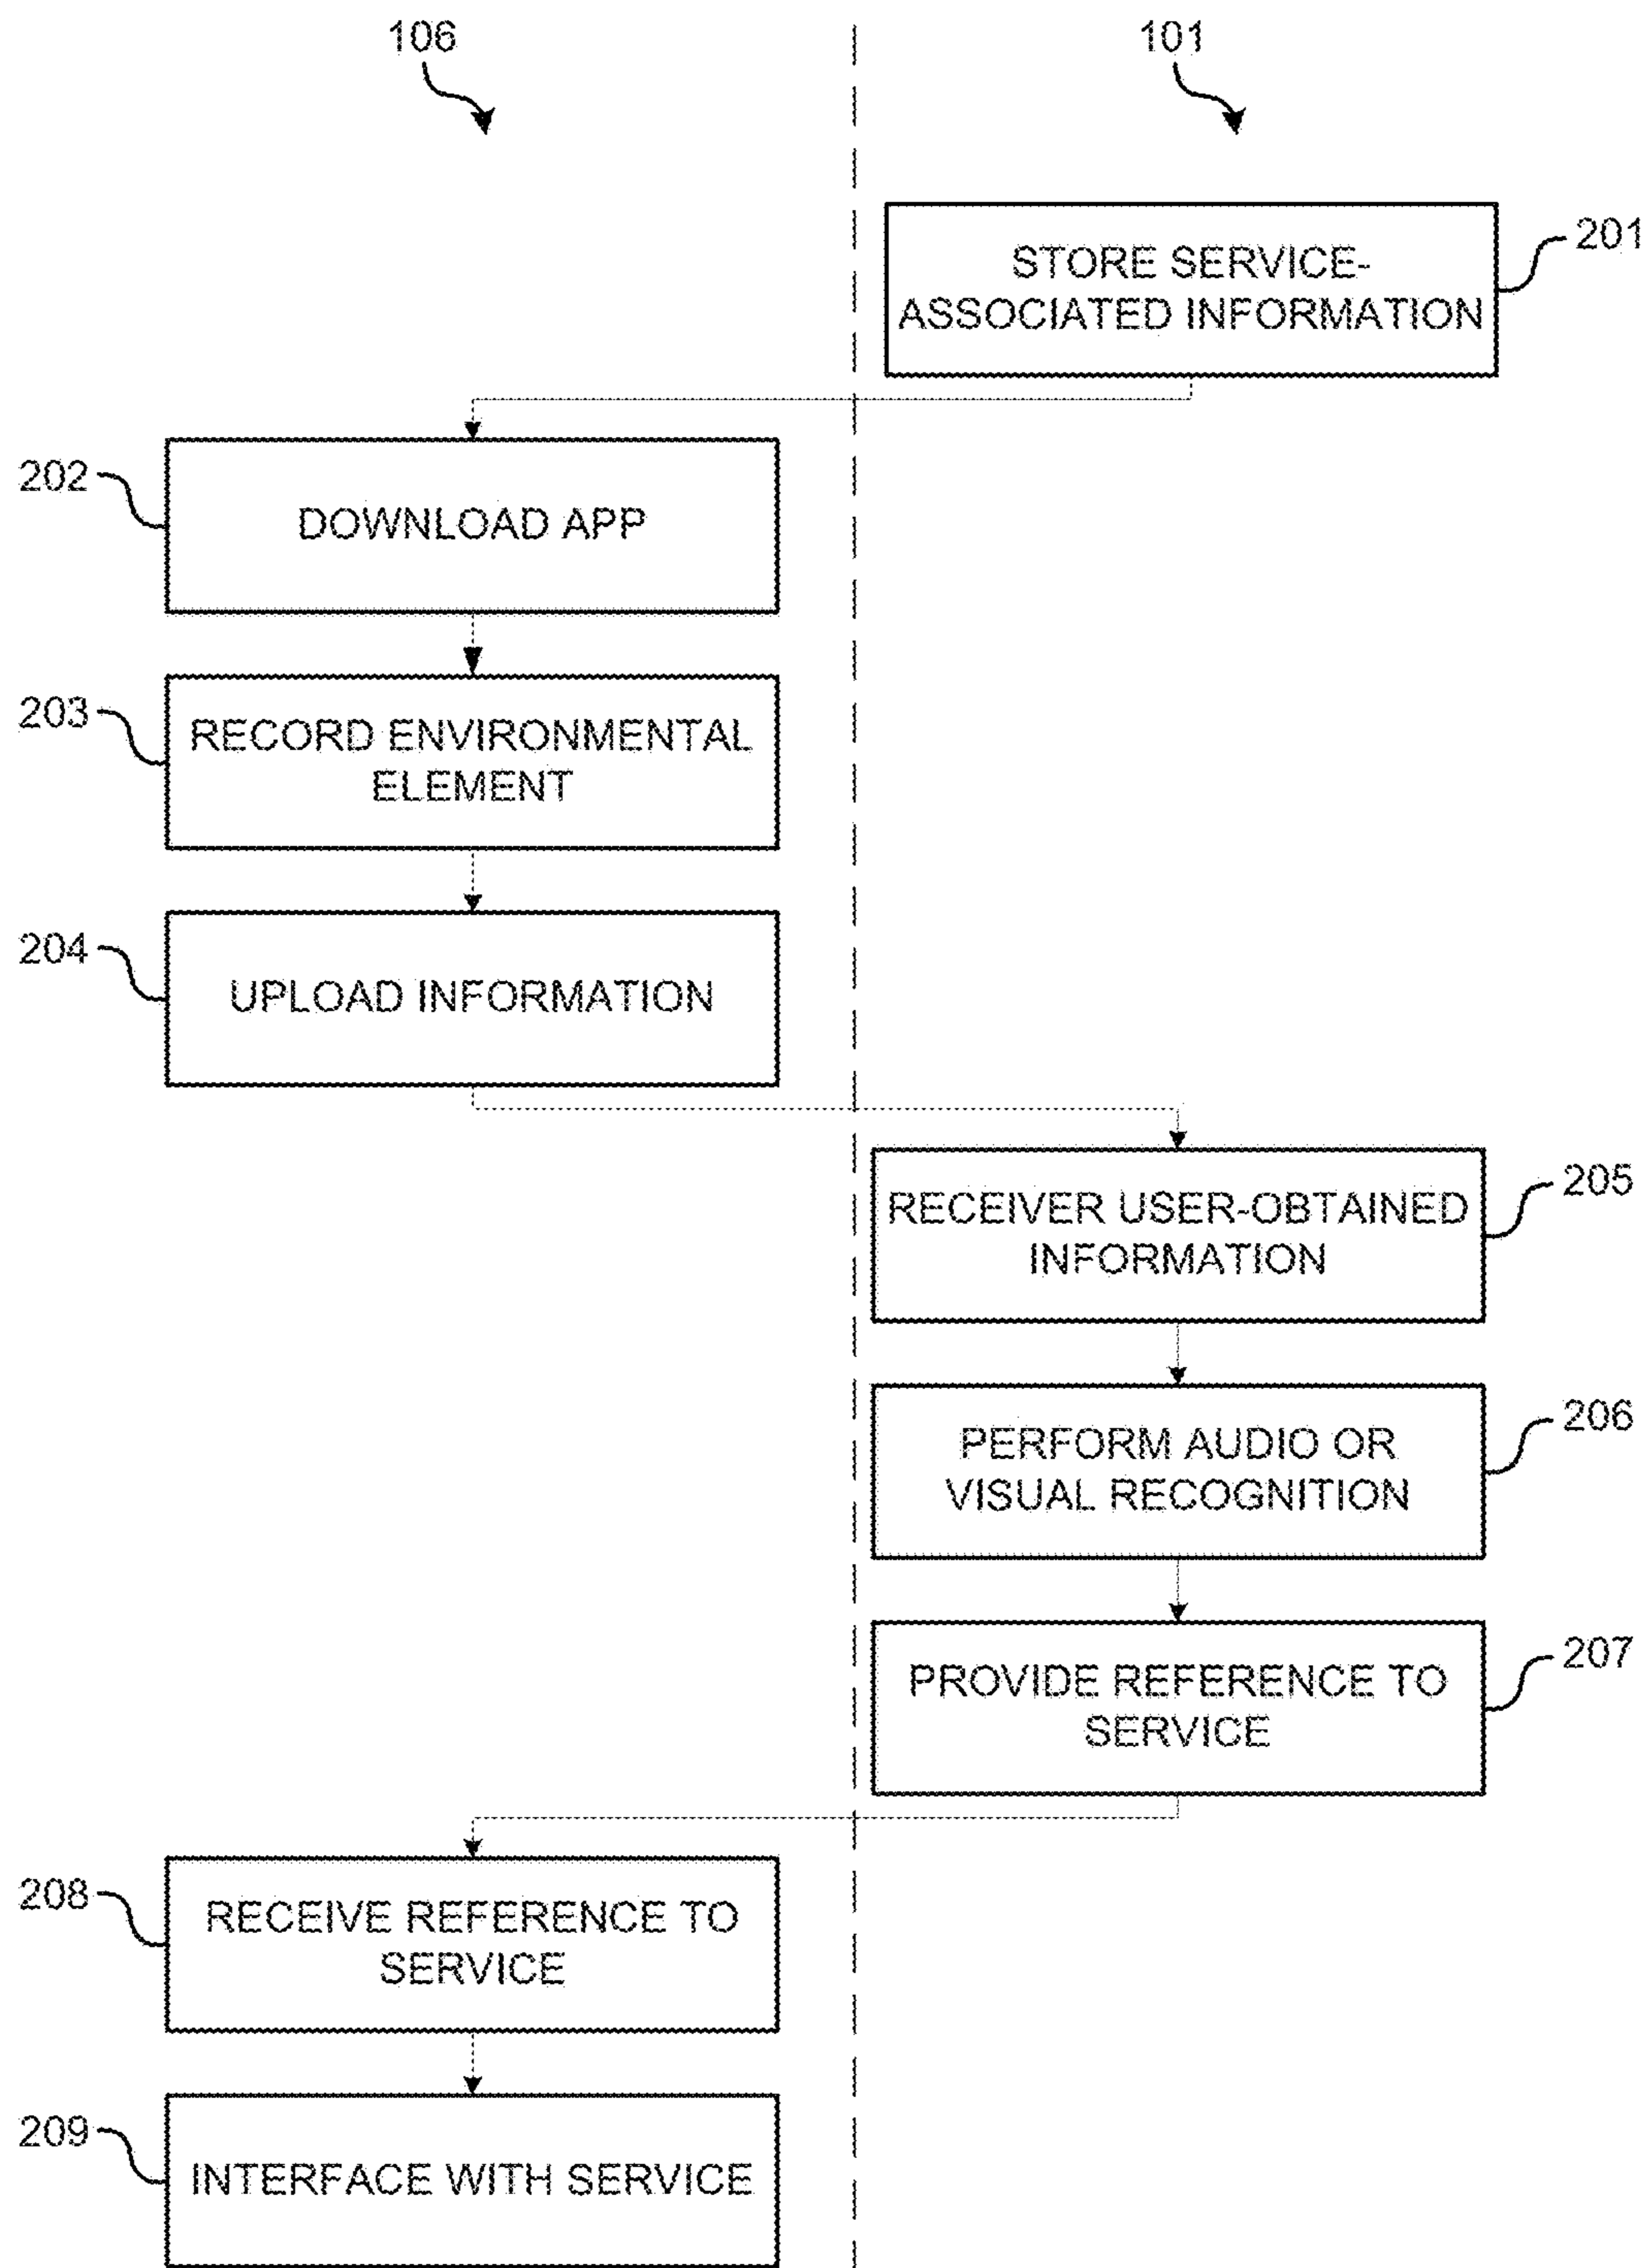 106
101
STORE SERVICE-
ASSOCIATED INFORMATION
201
202
DOWNLOAD APP
203
RECORD ENVIRONMENTAL
ELEMENT
204
UPLOAD INFORMATION
RECEIVER USER-OBTAINED
INFORMATION
205
PERFORM AUDIO OR
VISUAL RECOGNITION
206
PROVIDE REFERENCE TO
SERVICE
207
208
RECEIVE REFERENCE TO
SERVICE
209
INTERFACE WITH SERVICE